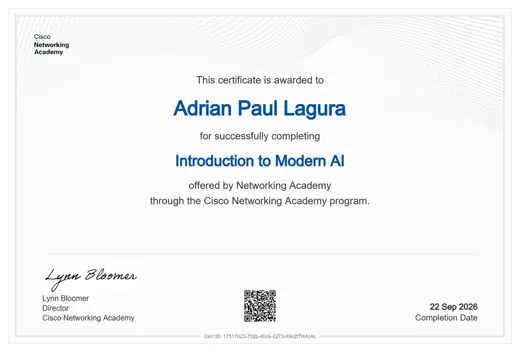 Cisco
Networking
Academy
This certificate is awarded to
Adrian Paul Lagura
for successfully completing
Introduction to Modern AI
offered by Networking Academy
through the Cisco Networking Academy program.
Lynn Bloomer
Lynn Bloomer
Director
Cisco Networking Academy
22 Sep 2026
Completion Date
Cert ID: